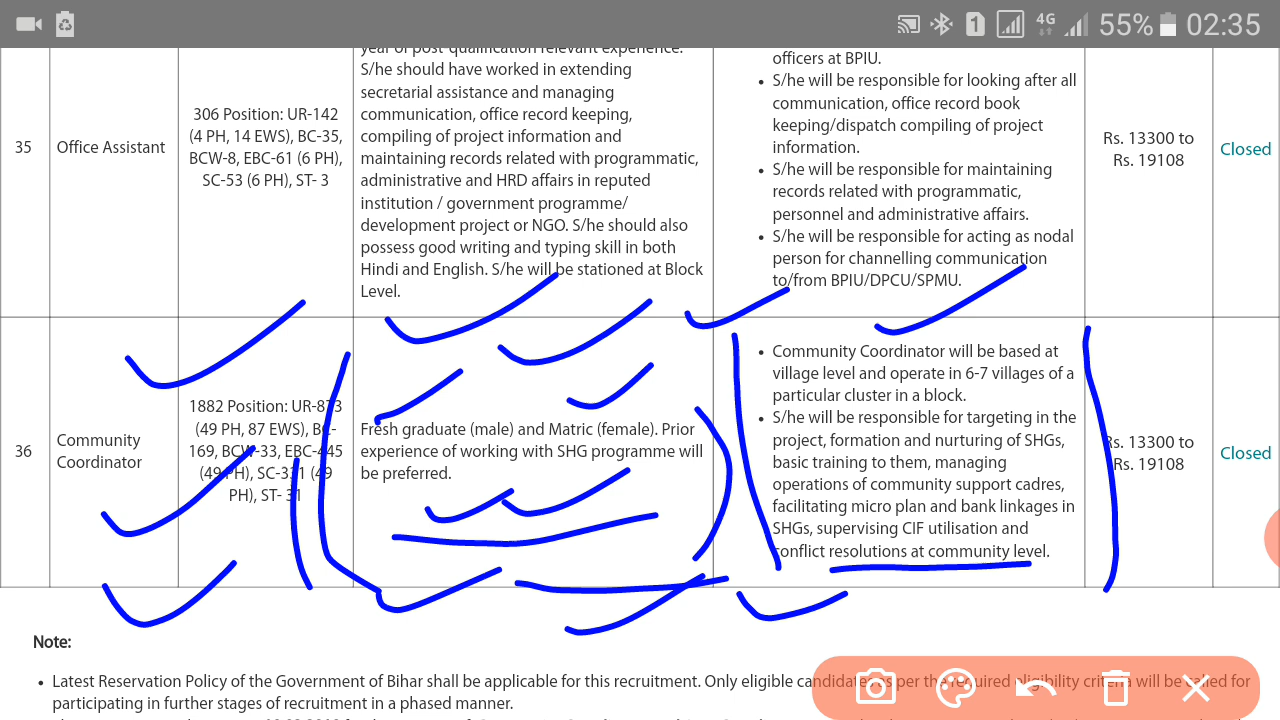 4G 55% 02:35
1
year of post-qualification relevant experience.
S/he should have worked in extending
secretarial assistance and managing
communication, office record keeping,
compiling of project information and
maintaining records related with programmatic,
administrative and HRD affairs in reputed
institution / government programme/
development project or NGO. S/he should also
possess good writing and typing skill in both
Hindi and English. S/he will be stationed at Block
Level.
35
Office Assistant
306 Position: UR-142
(4 PH, 14 EWS), BC-35,
BCW-8, EBC-61 (6 PH),
SC-53 (6 PH), ST- 3
officers at BPIU.
• S/he will be responsible for looking after all
communication, office record book
keeping/dispatch compiling of project
information.
• S/he will be responsible for maintaining
records related with programmatic,
personnel and administrative affairs.
• S/he will be responsible for acting as nodal
person for channelling communication
to/from BPIU/DPCU/SPMU.
Rs. 13300 to
Rs. 19108
Closed
36
Community
Coordinator
1882 Position: UR-873
(49 PH, 87 EWS), BC-
169, BCW-33, EBC-445
(49 PH), SC-331 (49
PH), ST- 31
Fresh graduate (male) and Matric (female). Prior
experience of working with SHG programme will
be preferred.
• Community Coordinator will be based at
village level and operate in 6-7 villages of a
particular cluster in a block.
• S/he will be responsible for targeting in the
project, formation and nurturing of SHGs,
basic training to them, managing
operations of community support cadres,
facilitating micro plan and bank linkages in
SHGs, supervising CIF utilisation and
conflict resolutions at community level.
Rs. 13300 to
Rs. 19108
Closed
Note:
• Latest Reservation Policy of the Government of Bihar shall be applicable for this recruitment. Only eligible candidates as per the required eligibility criteria will be called for
participating in further stages of recruitment in a phased manner.